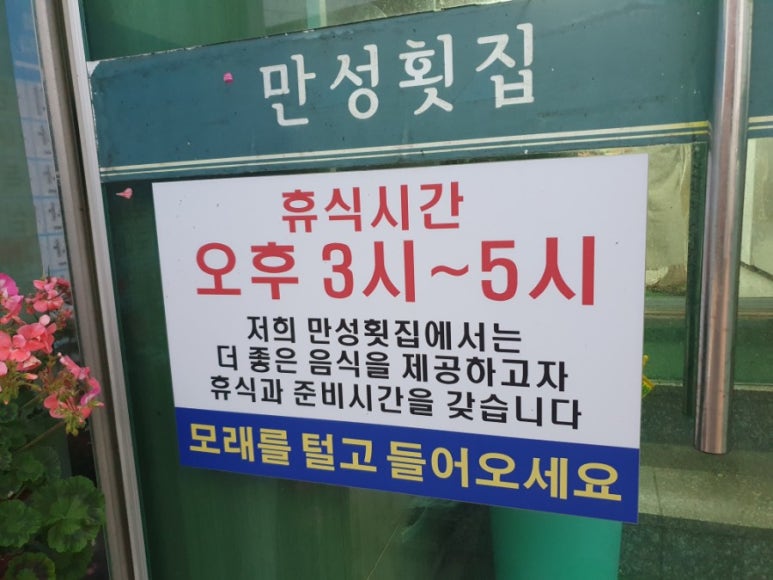 만성횟집
휴식시간
오후 3시~5시
저희 만성횟집에서는
더 좋은 음식을 제공하고자
휴식과 준비시간을 갖습니다
모래를 털고 들어오세요